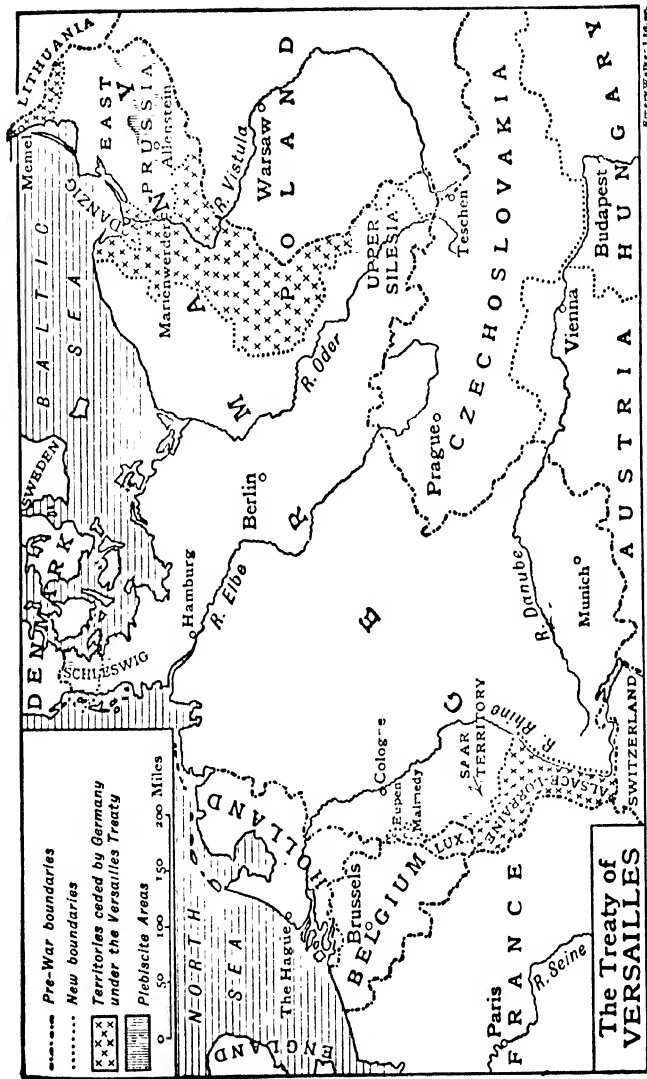 Pre-War boundaries
New boundaries
Territories ceded by Germany
under the Versailles Treaty
Plebiscite Areas
0 50 100 150 200 Miles
NORTH
SEA
ENGLAND
The Hague
HOLLAND
Brussels
BELGIUM
Eupen
Malmedy
LUX.
Cologne
SAAR
TERRITORY
R. Rhine
ALSACE-LORRAINE
SWITZERLAND
Paris
FRANCE
R. Seine
DENMARK
SCHLESWIG
SWEDEN
BALTIC
SEA
Hamburg
R. Elbe
Berlin
GERMANY
R. Oder
Munich
R. Danube
Prague
CZECHOSLOVAKIA
Vienna
Budapest
AUSTRIA HUNGARY
UPPER
SILESIA
Teschen
POLAND
Warsaw
R. Vistula
Marienwerder
Allenstein
EAST
PRUSSIA
DANZIG
Memel
LITHUANIA
The Treaty of
VERSAILLES